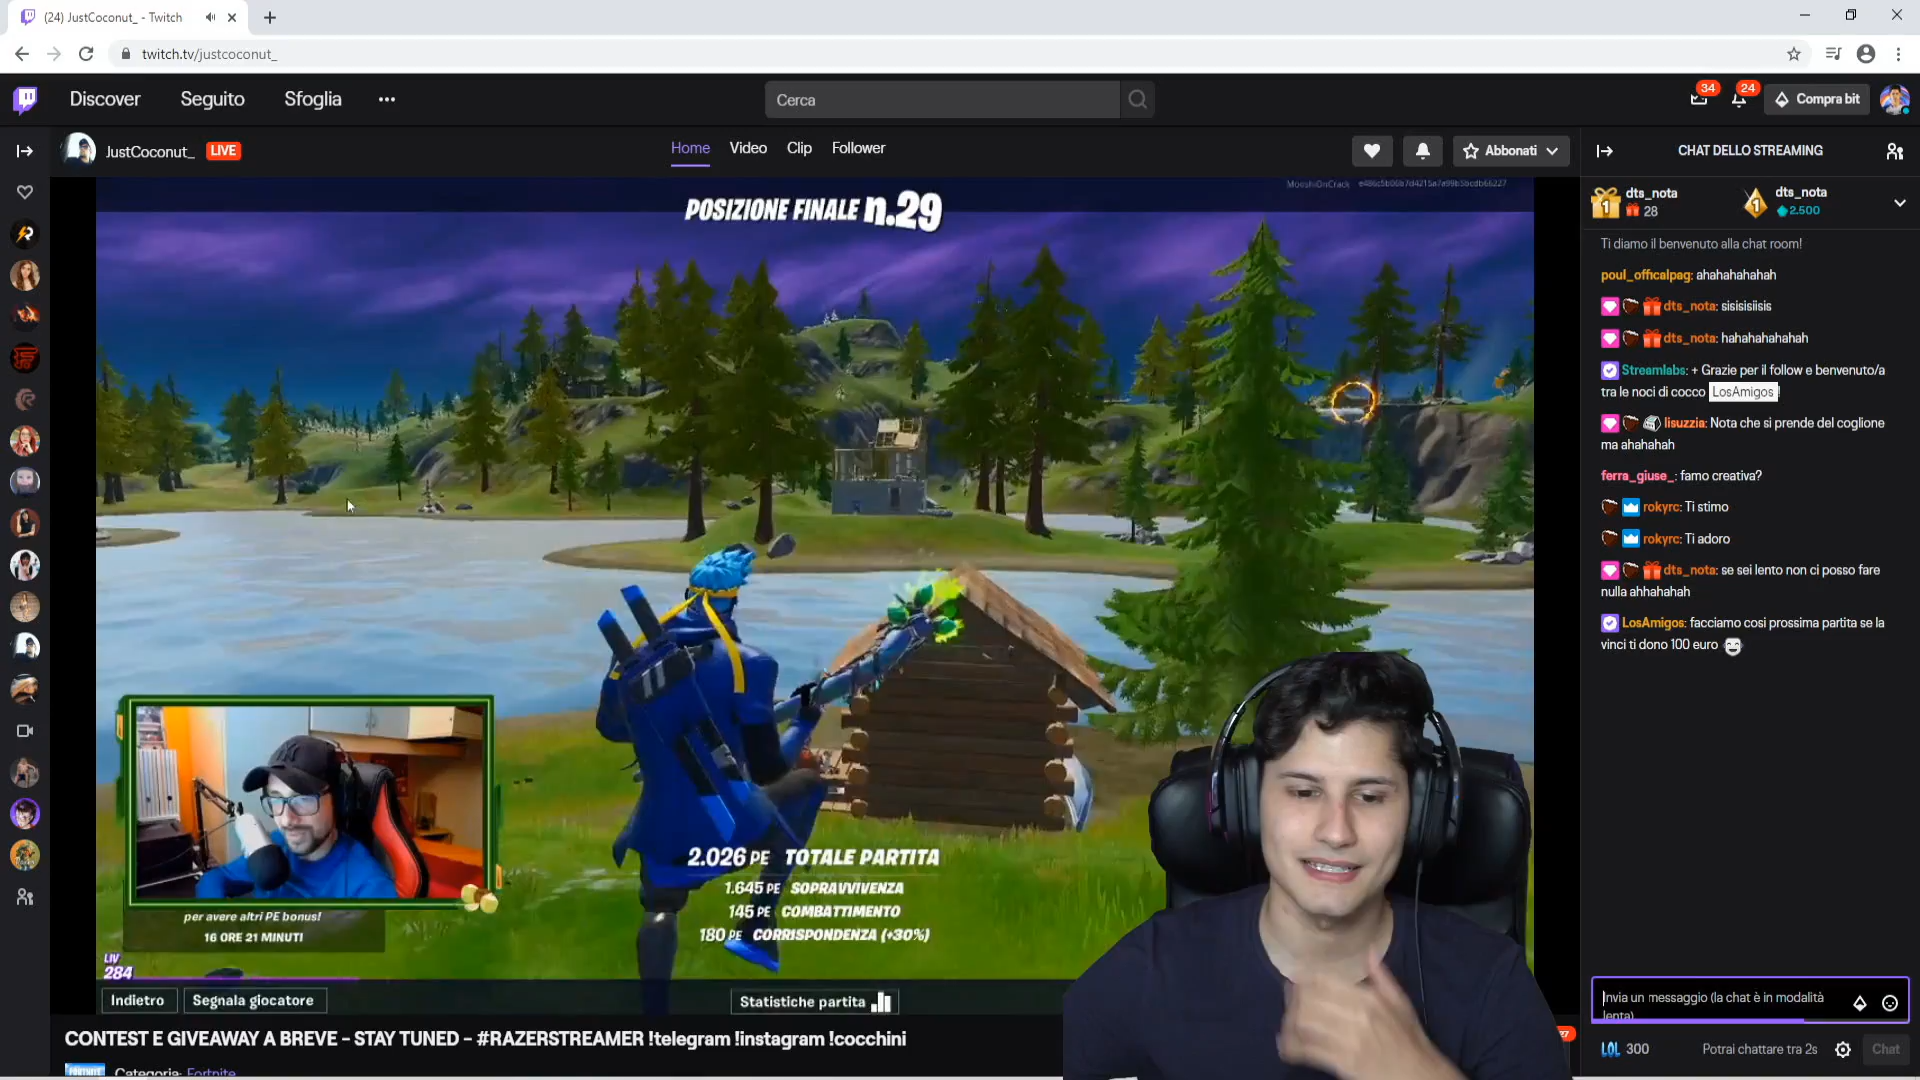 (24) JustCoconut_ - Twitch
twitch.tv/justcoconut_
Discover Seguito Sfoglia
Cerca
34 24 Compra bit
JustCoconut_ LIVE
Home Video Clip Follower
Abbonati
CHAT DELLO STREAMING
dts_nota
28
dts_nota
2.500
Ti diamo il benvenuto alla chat room!
poul_officalpag: ahahahahahah
dts_nota: sisisisiisis
dts_nota: hahahahahahah
Streamlabs: + Grazie per il follow e benvenuto/a
tra le noci di cocco LosAmigos !
lisuzzia: Nota che si prende del coglione
ma ahahahah
ferra_giuse_: famo creativa?
rokyrc: Ti stimo
rokyrc: Ti adoro
dts_nota: se sei lento non ci posso fare
nulla ahhahahah
LosAmigos: facciamo cosi prossima partita se la
vinci ti dono 100 euro
Invia un messaggio (la chat è in modalità
lenta)
LOL 300 Potrai chattare tra 2s Chat
MooshiOnCrack
POSIZIONE FINALE n.29
2.026 PE TOTALE PARTITA
1.645 PE SOPRAVVIVENZA
145 PE COMBATTIMENTO
180 PE CORRISPONDENZA (+30%)
per avere altri PE bonus!
16 ORE 21 MINUTI
LIV
284
Indietro Segnala giocatore Statistiche partita
CONTEST E GIVEAWAY A BREVE - STAY TUNED - #RAZERSTREAMER !telegram !instagram !cocchini
FORTNITE
Categoria: Fortnite